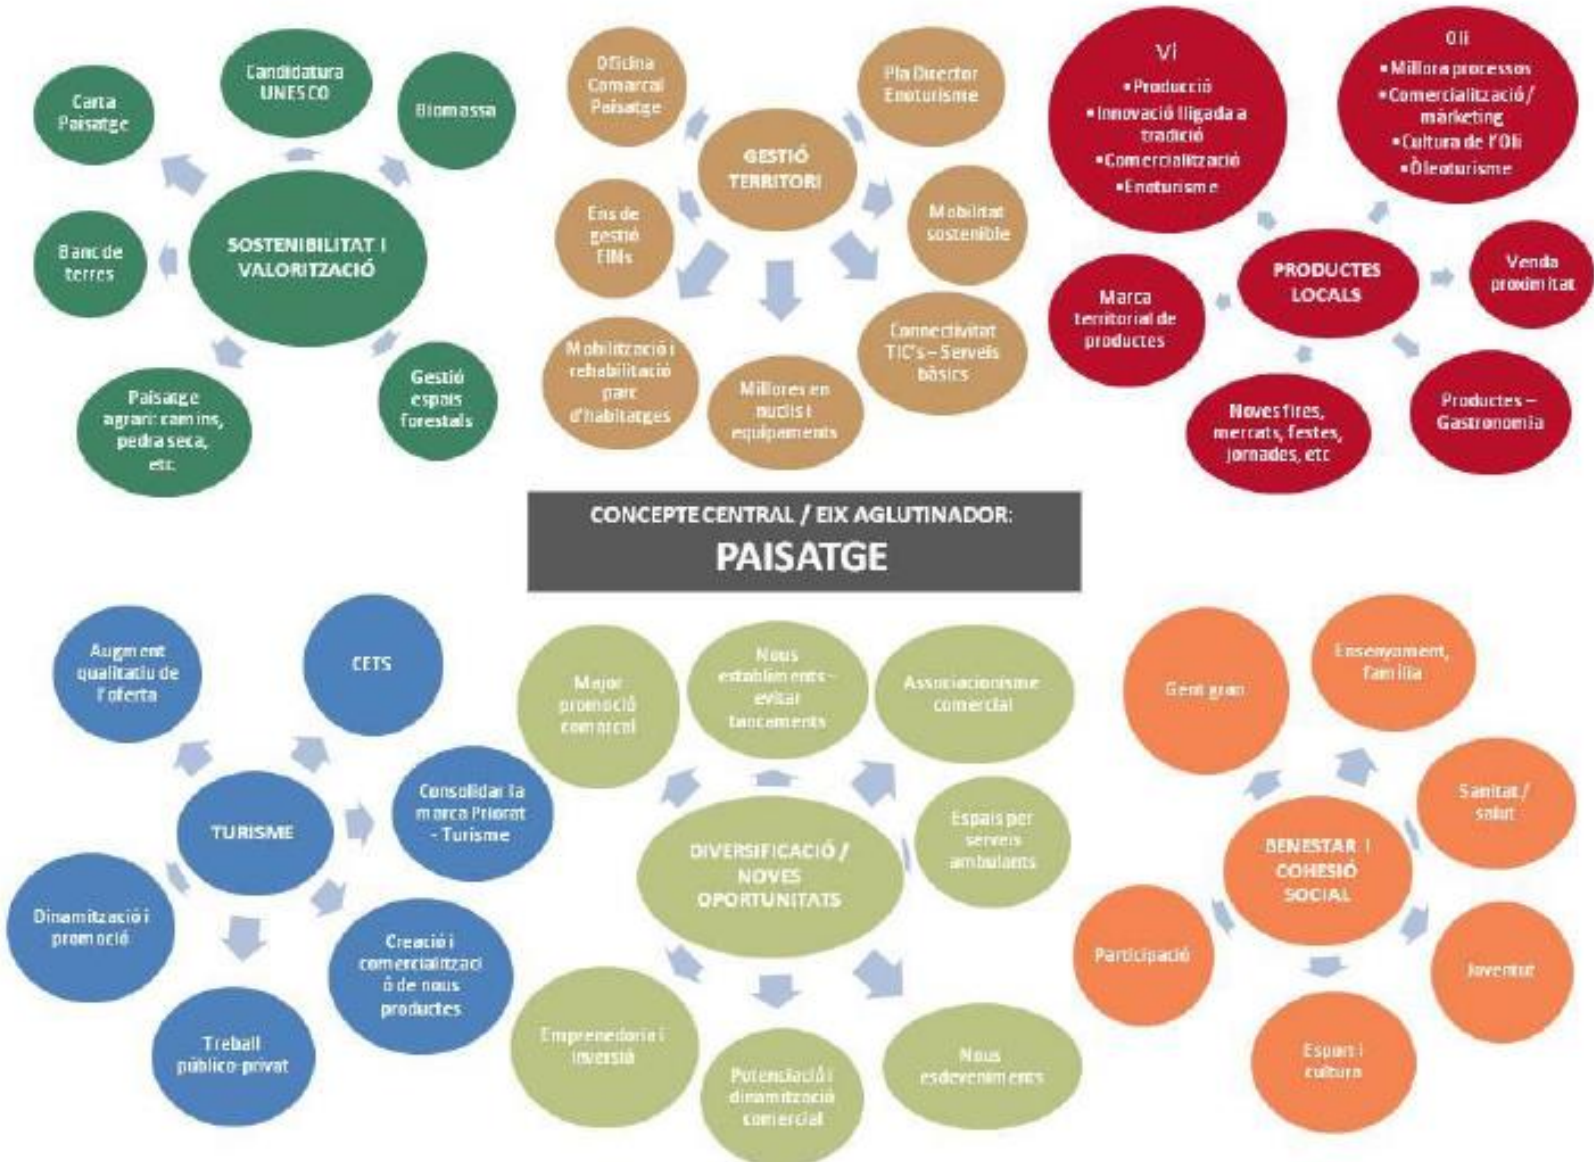 Carta
Paisatge
Candidatura
UNESCO
Biomassa
SOSTENIBILITAT I
VALORITZACIÓ
Banc de
terres
Paisatge
agrari: camins,
pedra seca,
etc.
Gestió
espais
forestals
Oficina
Comarcal
Paisatge
Pla Director
Enoturisme
GESTIÓ
TERRITORI
Ens de
gestió
EINs
Mobilitat
sostenible
Mobilització i
rehabilitació
parc
d'habitatges
Millores en
nuclis i
equipaments
Connectivitat
TIC's – Serveis
bàsics
Vi
•Producció
•Innovació lligada a
tradició
•Comercialització
•Enoturisme
Oli
•Millora processos
•Comercialització /
màrketing
•Cultura de l'Oli
•Òleoturisme
PRODUCTES
LOCALS
Marca
territorial de
productes
Venda
proximitat
Noves fires,
mercats, festes,
jornades, etc
Productes –
Gastronomia
CONCEPTE CENTRAL / EIX AGLUTINADOR:
PAISATGE
Augment
qualitatiu de
l'oferta
CETS
TURISME
Consolidar la
marca Priorat
- Turisme
Dinamització i
promoció
Creació i
comercialitzaci
ó de nous
productes
Treball
público-privat
Major
promoció
comarcal
Nous
establiments -
evitar
tancaments
Associacionisme
comercial
DIVERSIFICACIÓ /
NOVES
OPORTUNITATS
Espais per
serveis
ambulants
Emprenedoria i
inversió
Potenciació i
dinamització
comercial
Nous
esdeveniments
Gent gran
Ensenyament,
família
Sanitat /
salut
BENESTAR I
COHESIÓ
SOCIAL
Participació
Joventut
Esport i
cultura